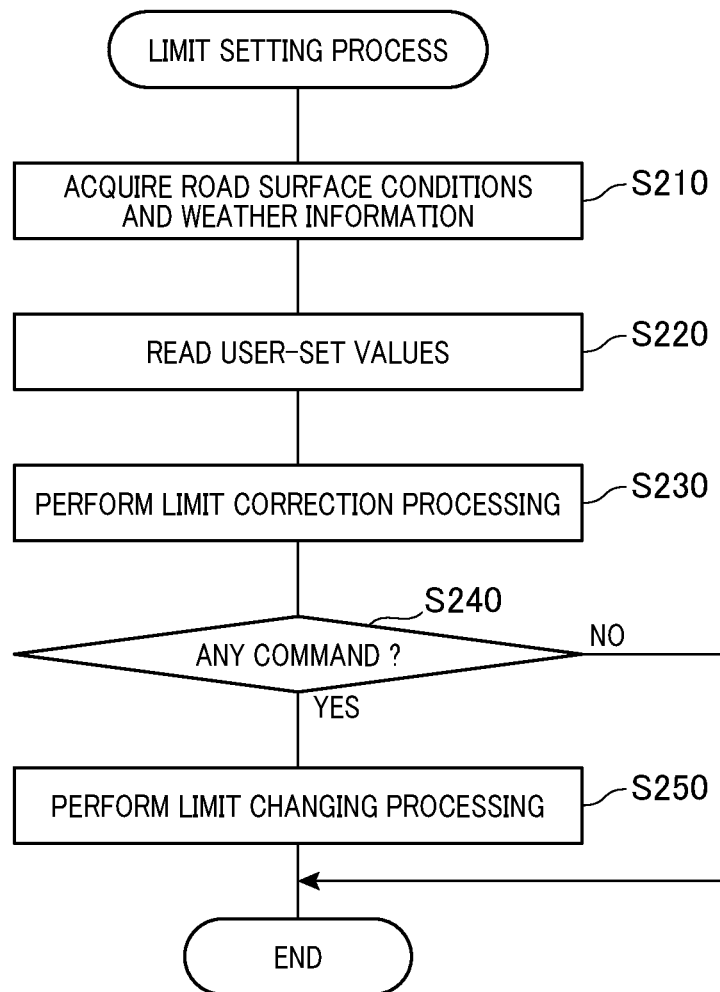 LIMIT SETTING PROCESS
ACQUIRE ROAD SURFACE CONDITIONS
AND WEATHER INFORMATION
S210
READ USER-SET VALUES
S220
PERFORM LIMIT CORRECTION PROCESSING
S230
S240
ANY COMMAND ?
NO
YES
PERFORM LIMIT CHANGING PROCESSING
S250
END